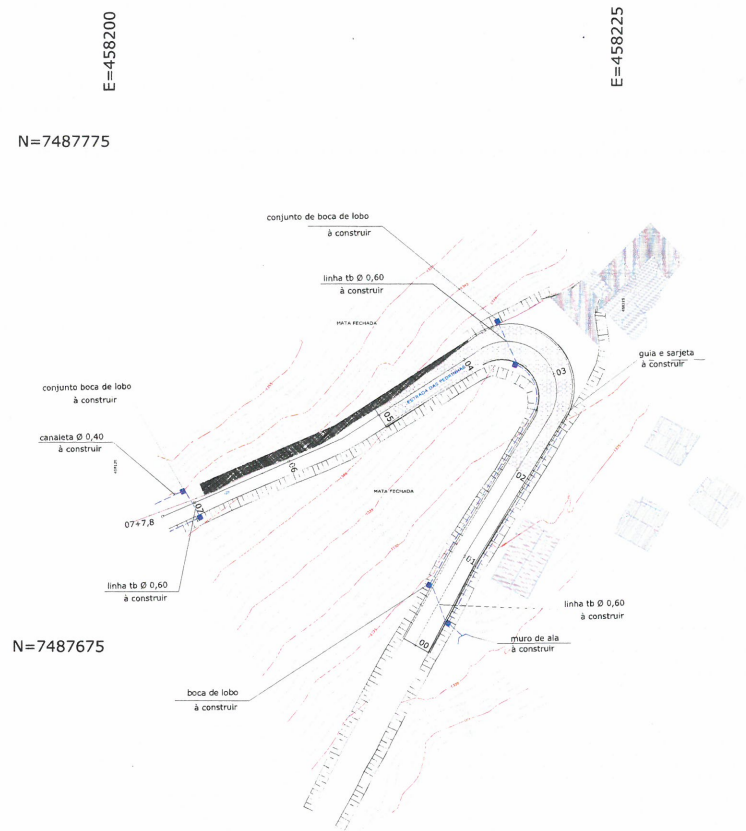 E=458200
E=458225
N=7487775
conjunto de boca de lobo
à construir
linha tb Ø 0,60
à construir
MATA FECHADA
guia e sarjeta
à construir
03
04
ESTRADA DAS PEDRINHAS
05
conjunto boca de lobo
à construir
canaleta Ø 0,40
à construir
06
MATA FECHADA
02
07
07+7,8
01
linha tb Ø 0,60
à construir
linha tb Ø 0,60
à construir
N=7487675
00
muro de ala
à construir
boca de lobo
à construir